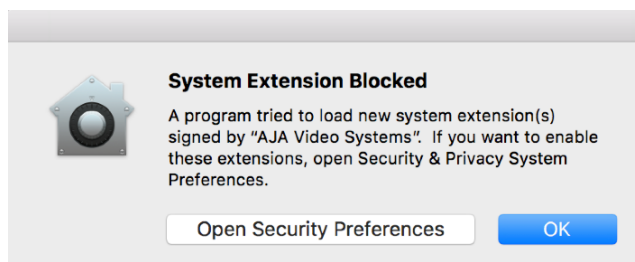 System Extension Blocked
A program tried to load new system extension(s)
signed by “AJA Video Systems”.  If you want to enable
these extensions, open Security & Privacy System
Preferences.
Open Security Preferences
OK